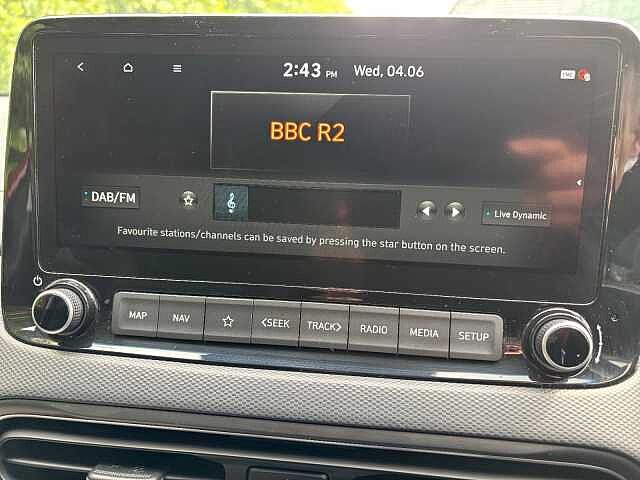 2:43 PM Wed, 04.06
BBC R2
DAB/FM
Live Dynamic
Favourite stations/channels can be saved by pressing the star button on the screen.
MAP NAV <SEEK TRACK> RADIO MEDIA SETUP